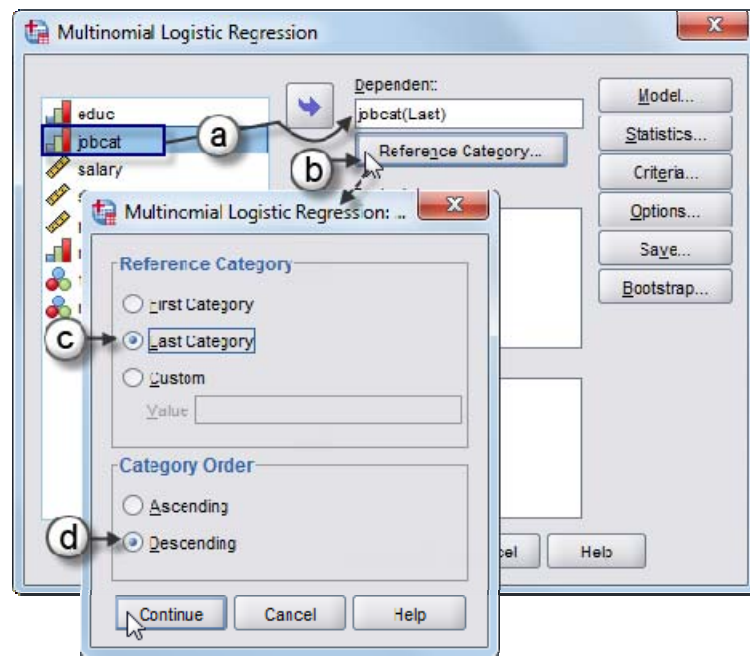 Multinomial Logistic Regression
X
Dependent:
jobcat(Last)
Reference Category...
educ
jobcat
salary
a
b
Model...
Statistics...
Criteria...
Options...
Save...
Bootstrap...
Multinomial Logistic Regression: ...
X
Reference Category
First Category
c
Last Category
Custom
Value
Category Order
Ascending
d
Descending
Continue
Cancel
Help
Help